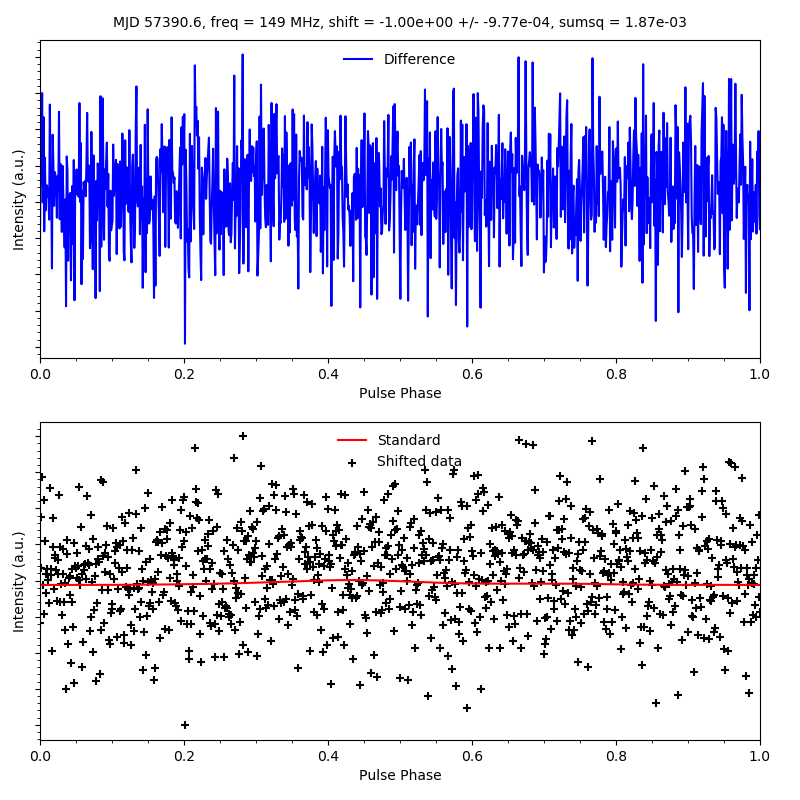 MJD 57390.6, freq = 149 MHz, shift = -1.00e+00 +/- -9.77e-04, sumsq = 1.87e-03
Difference
Intensity (a.u.)
0.0 0.2 0.4 0.6 0.8 1.0
Pulse Phase
Standard
Shifted data
Intensity (a.u.)
0.0 0.2 0.4 0.6 0.8 1.0
Pulse Phase